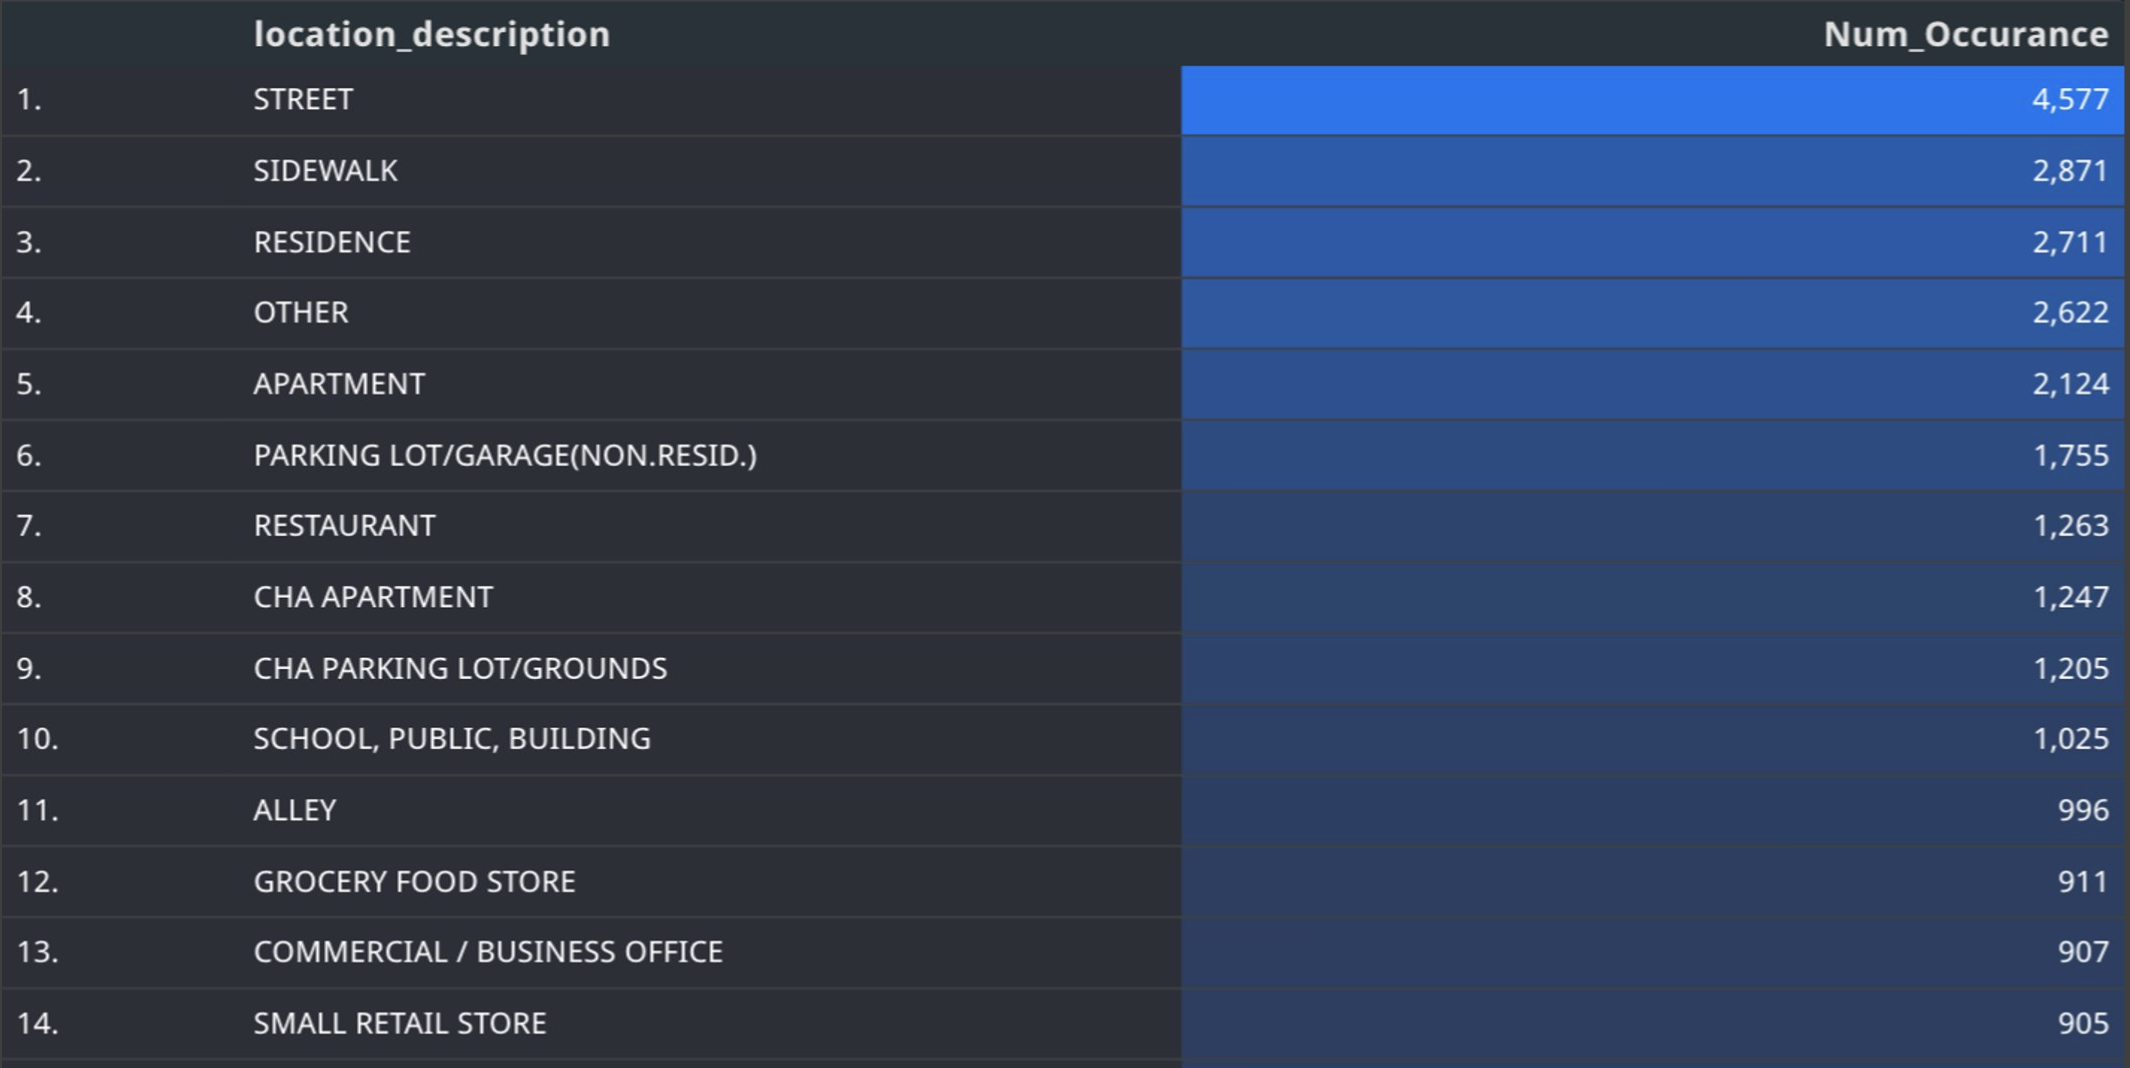 location_description Num_Occurance
1. STREET 4,577
2. SIDEWALK 2,871
3. RESIDENCE 2,711
4. OTHER 2,622
5. APARTMENT 2,124
6. PARKING LOT/GARAGE(NON.RESID.) 1,755
7. RESTAURANT 1,263
8. CHA APARTMENT 1,247
9. CHA PARKING LOT/GROUNDS 1,205
10. SCHOOL, PUBLIC, BUILDING 1,025
11. ALLEY 996
12. GROCERY FOOD STORE 911
13. COMMERCIAL / BUSINESS OFFICE 907
14. SMALL RETAIL STORE 905